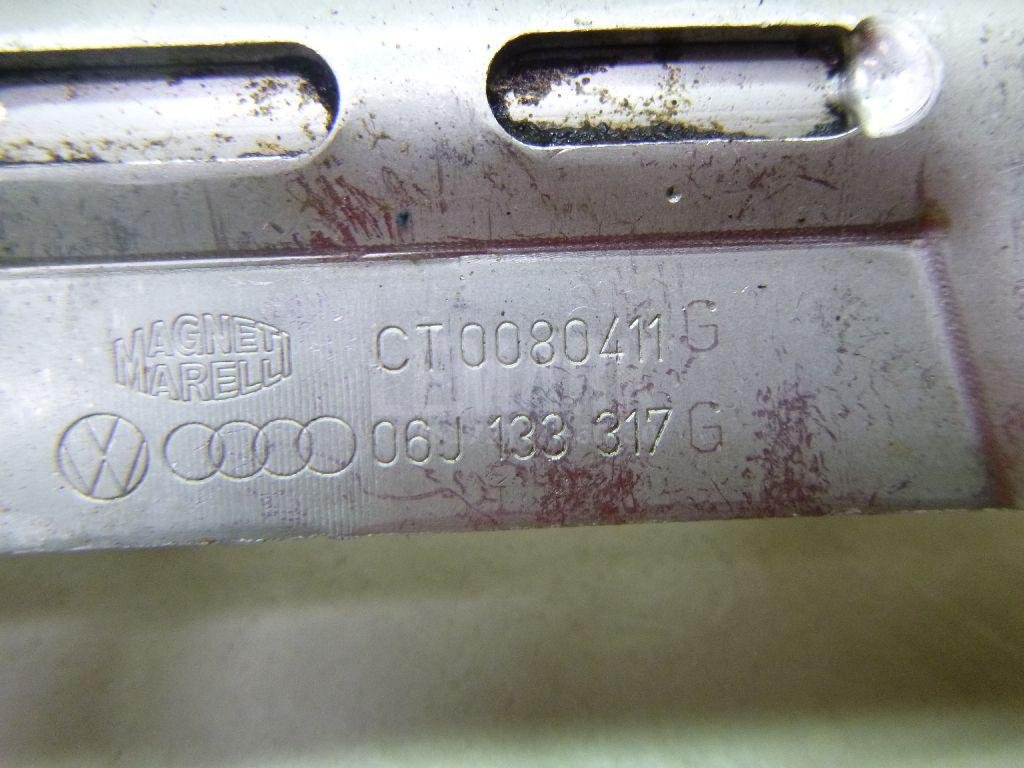 MAGNETI
MARELLI
CT 0080411 G
06J 133 317 G